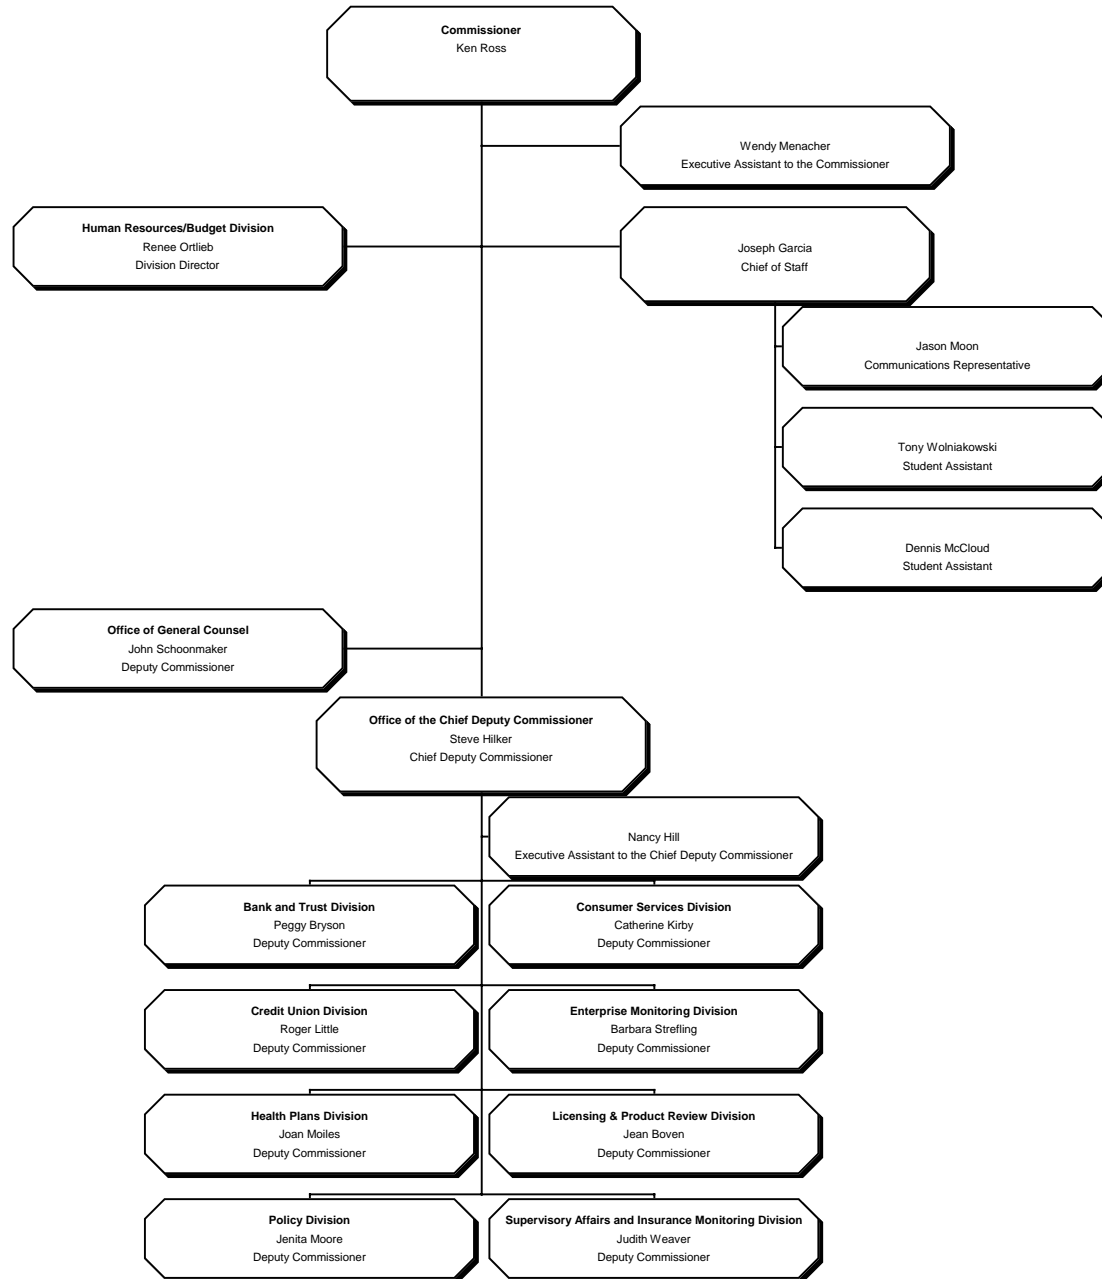 Commissioner
Ken Ross
Wendy Menacher
Executive Assistant to the Commissioner
Human Resources/Budget Division
Renee Ortlieb
Division Director
Joseph Garcia
Chief of Staff
Jason Moon
Communications Representative
Tony Wolniakowski
Student Assistant
Dennis McCloud
Student Assistant
Office of General Counsel
John Schoonmaker
Deputy Commissioner
Office of the Chief Deputy Commissioner
Steve Hilker
Chief Deputy Commissioner
Nancy Hill
Executive Assistant to the Chief Deputy Commissioner
Bank and Trust Division
Peggy Bryson
Deputy Commissioner
Consumer Services Division
Catherine Kirby
Deputy Commissioner
Credit Union Division
Roger Little
Deputy Commissioner
Enterprise Monitoring Division
Barbara Strefling
Deputy Commissioner
Health Plans Division
Joan Moiles
Deputy Commissioner
Licensing & Product Review Division
Jean Boven
Deputy Commissioner
Policy Division
Jenita Moore
Deputy Commissioner
Supervisory Affairs and Insurance Monitoring Division
Judith Weaver
Deputy Commissioner